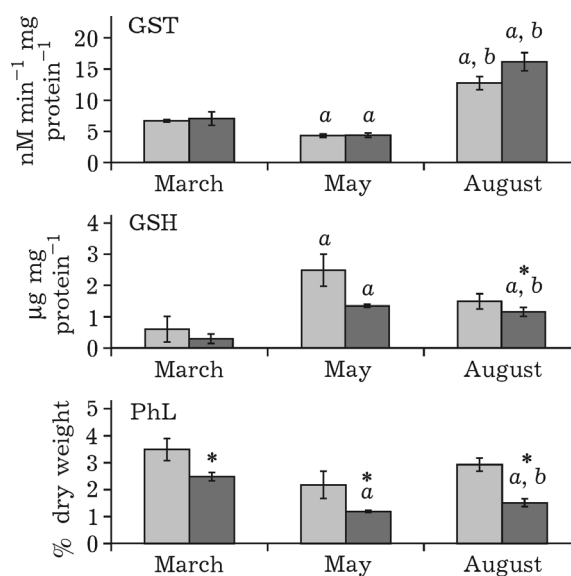 GST
nM min⁻¹ mg
protein⁻¹
20
15
10
5
0
a a a, b a, b
March May August
GSH
µg mg
protein⁻¹
4
3
2
1
0
a a * a, b
March May August
PhL
% dry weight
5
4
3
2
1
0
* * a * a, b
March May August